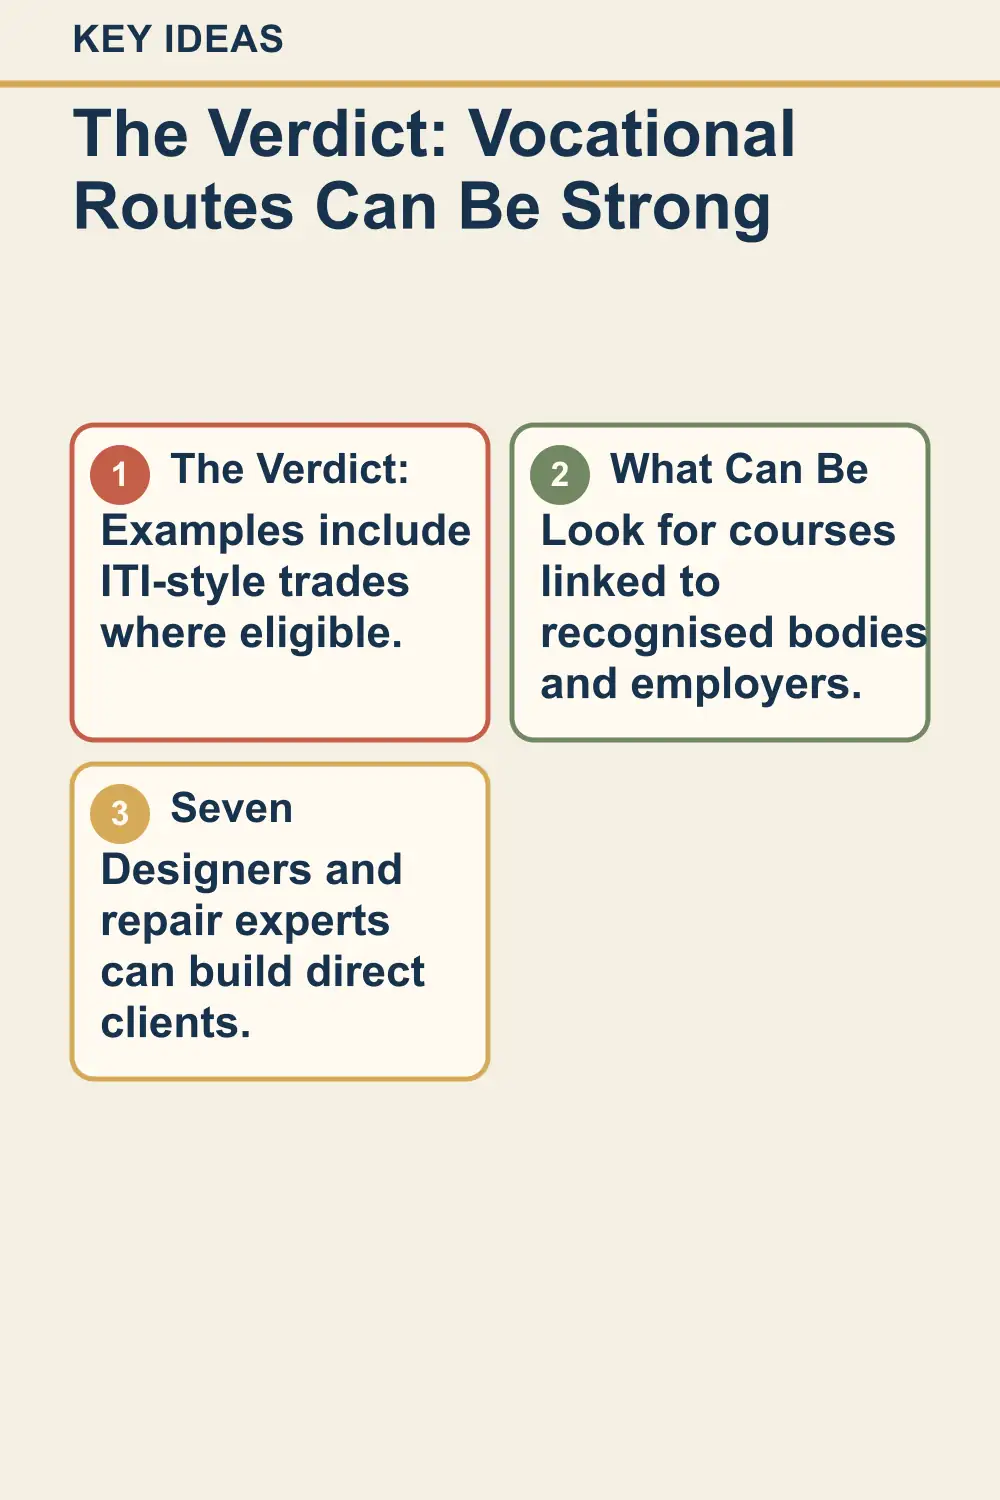 KEY IDEAS
The Verdict: Vocational
Routes Can Be Strong
1 The Verdict:
Examples include
ITI-style trades
where eligible.
2 What Can Be
Look for courses
linked to
recognised bodies
and employers.
3 Seven
Designers and
repair experts
can build direct
clients.